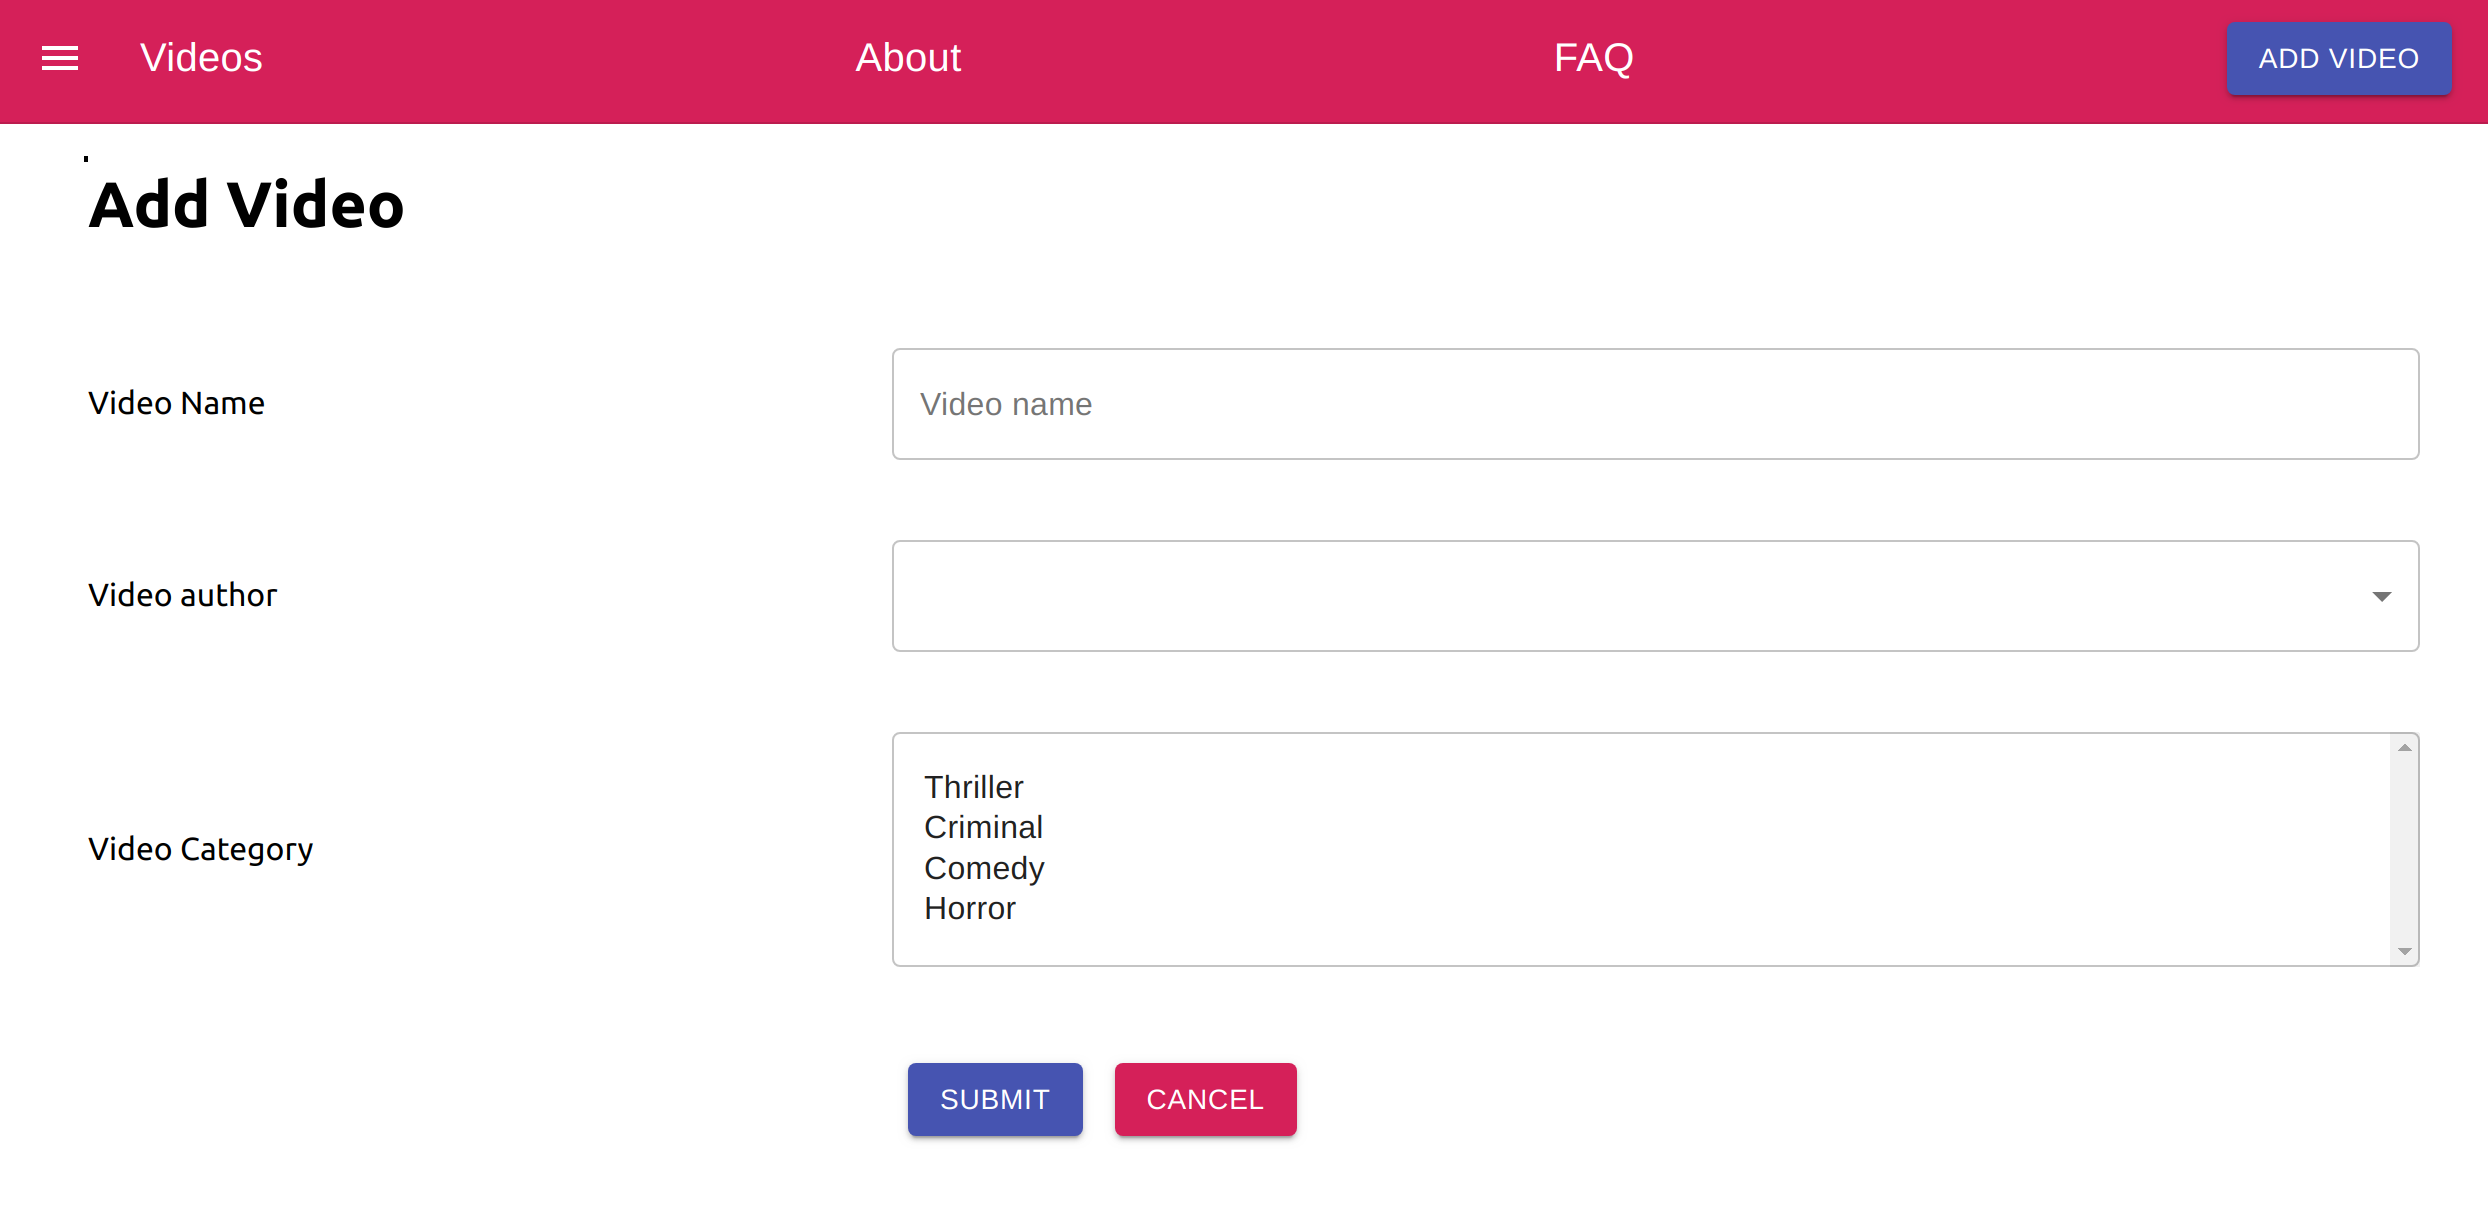 Videos About FAQ ADD VIDEO
Add Video
Video Name
Video name
Video author
Video Category
Thriller
Criminal
Comedy
Horror
SUBMIT CANCEL